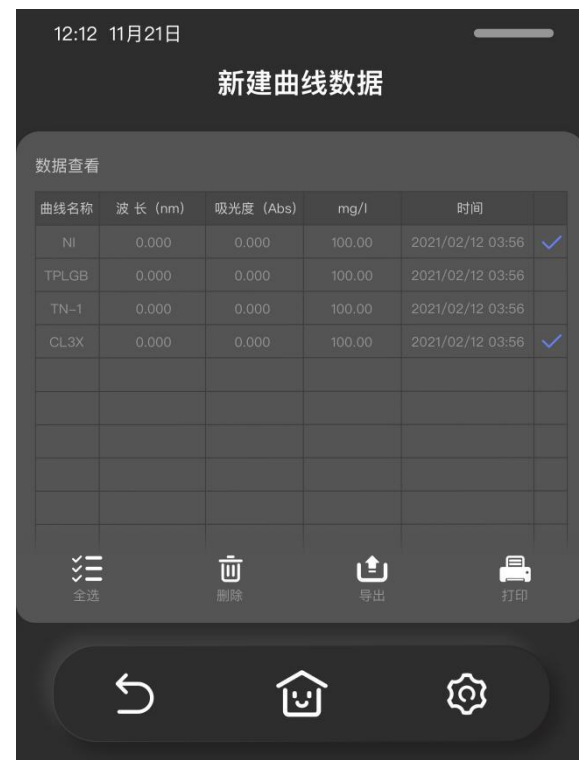 12:12 11月21日
新建曲线数据
数据查看
曲线名称 波 长（nm） 吸光度（Abs） mg/l 时间
NI 0.000 0.000 100.00 2021/02/12 03:56
TPLGB 0.000 0.000 100.00 2021/02/12 03:56
TN-1 0.000 0.000 100.00 2021/02/12 03:56
CL3X 0.000 0.000 100.00 2021/02/12 03:56
全选 删除 导出 打印